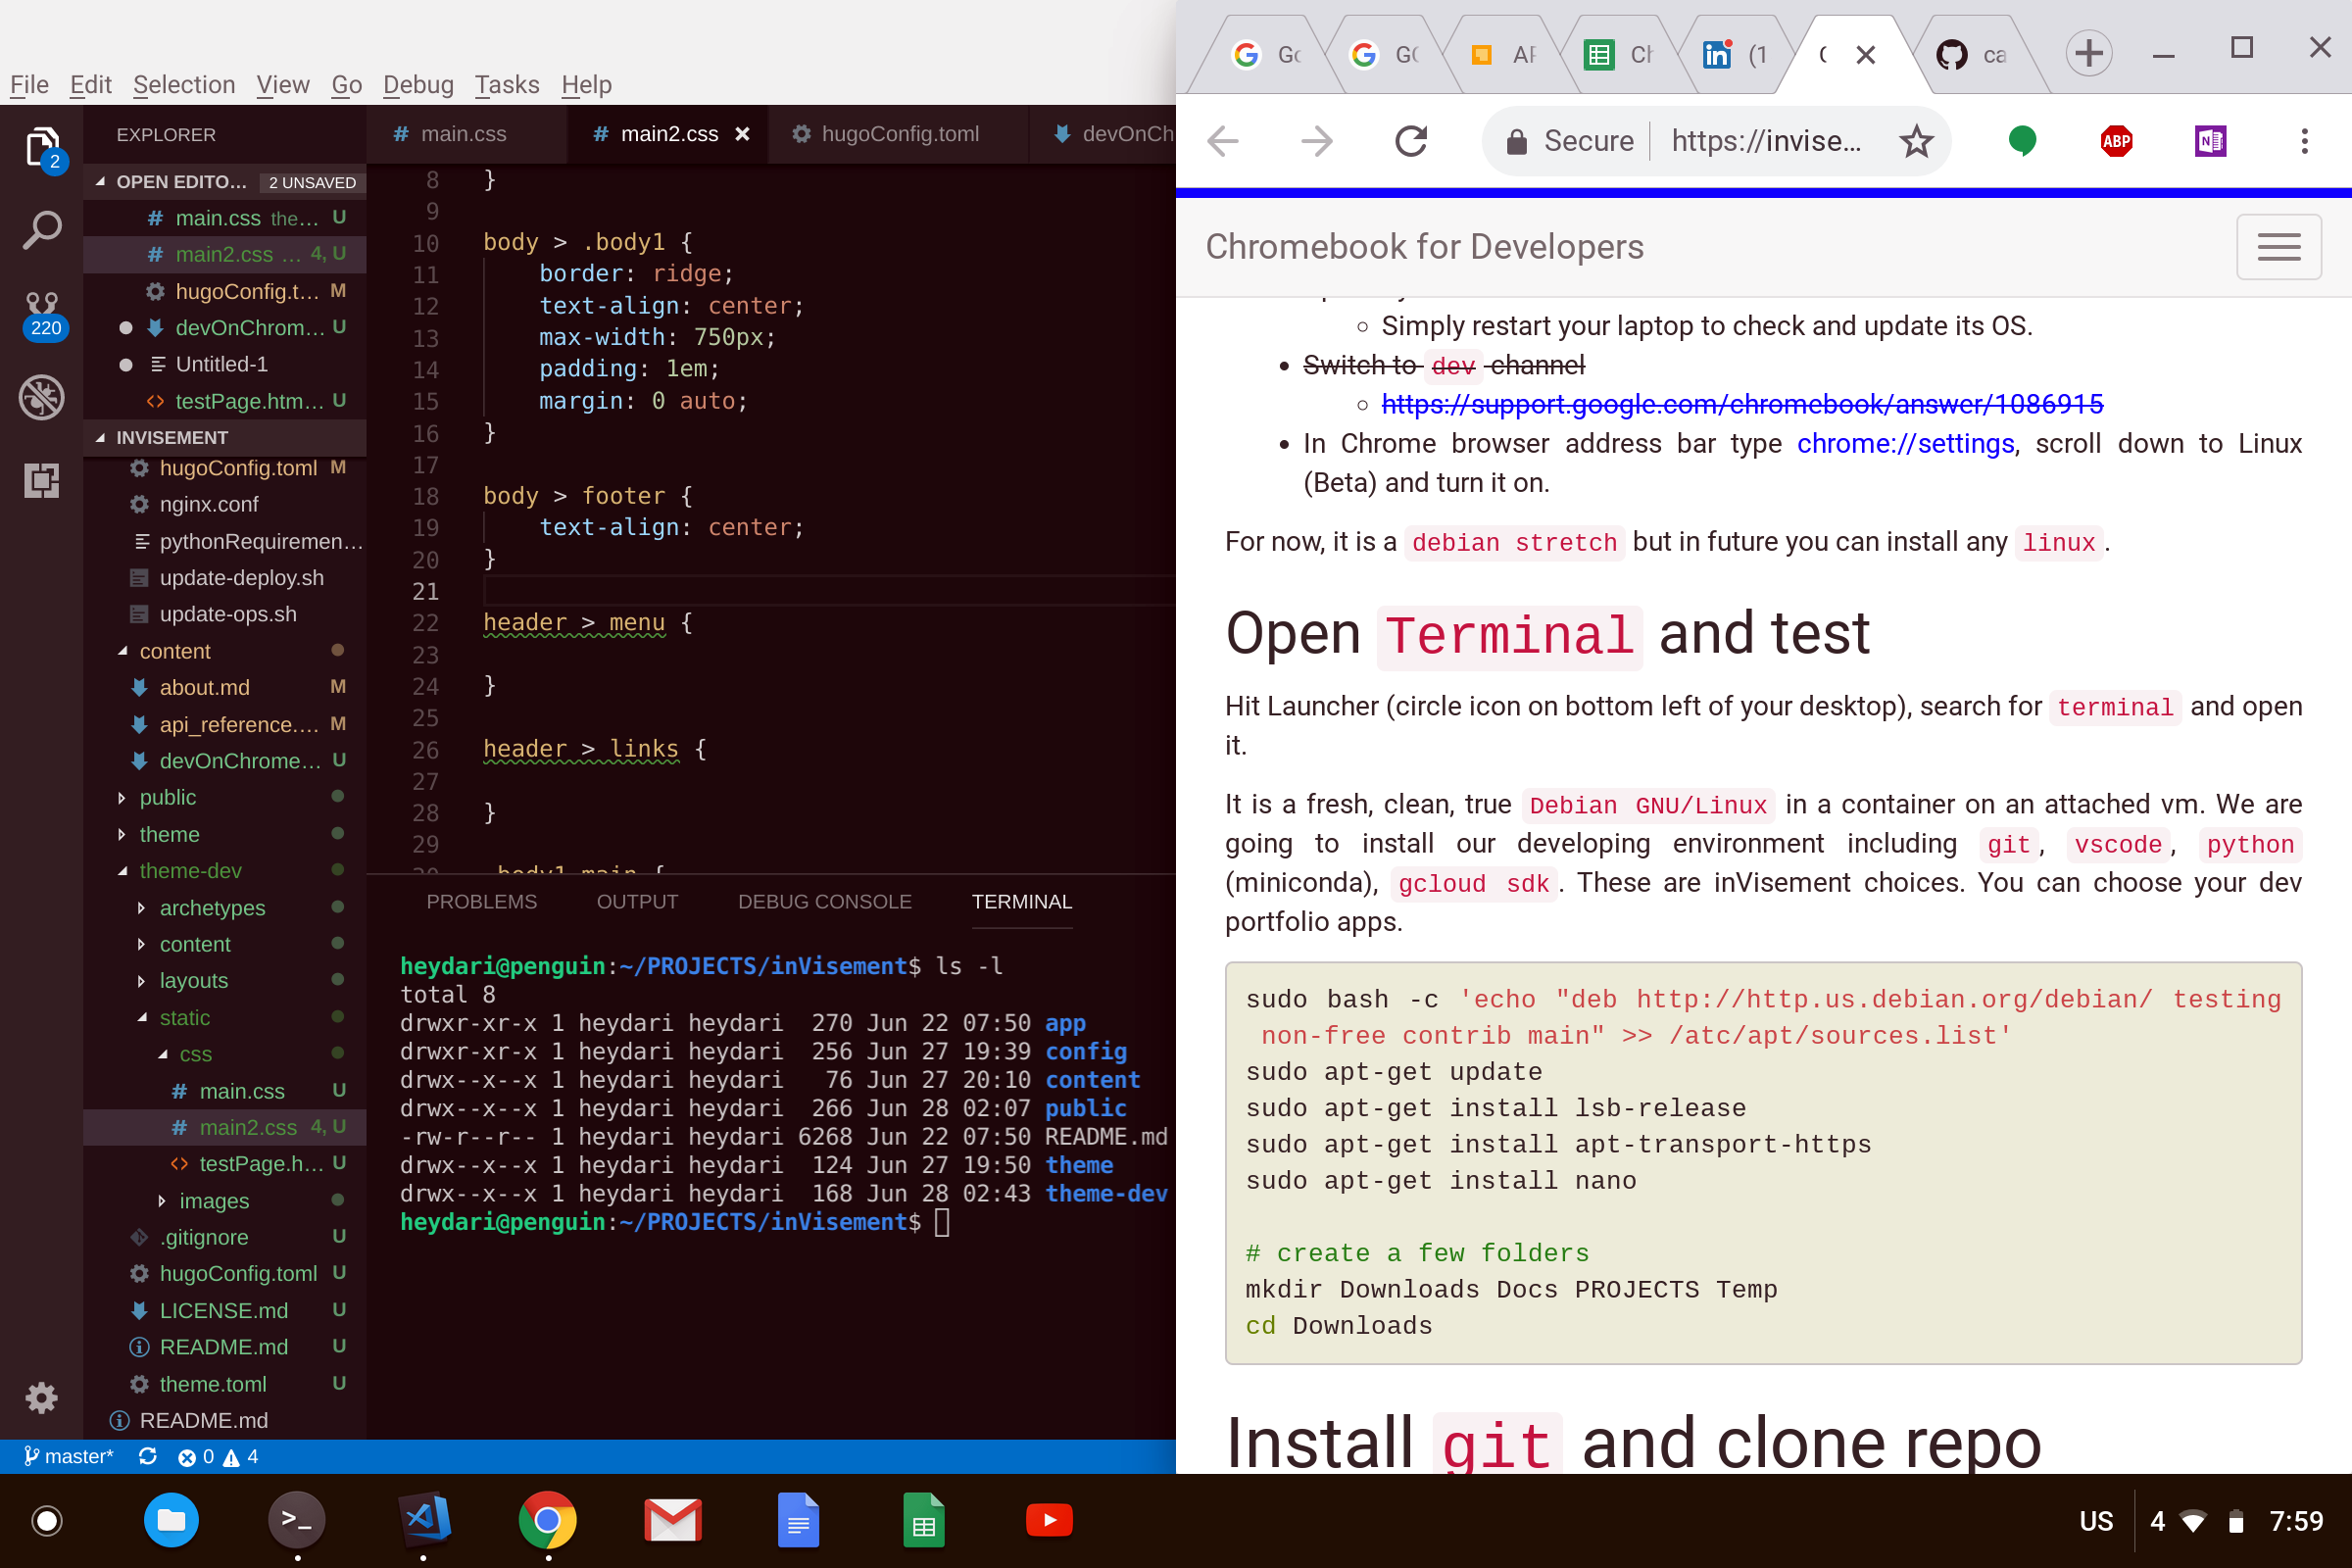 File Edit Selection View Go Debug Tasks Help
EXPLORER
OPEN EDITO... 2 UNSAVED
# main.css the... U
# main2.css ... 4, U
hugoConfig.t... M
devOnChrom... U
Untitled-1
<> testPage.htm... U
INVISEMENT
hugoConfig.toml M
nginx.conf
pythonRequiremen...
update-deploy.sh
update-ops.sh
content
about.md M
api_reference.... M
devOnChrome... U
public
theme
theme-dev
archetypes
content
layouts
static
css
# main.css U
# main2.css 4, U
<> testPage.h... U
images
.gitignore U
hugoConfig.toml U
LICENSE.md U
README.md U
theme.toml U
README.md
2
220
# main.css # main2.css × hugoConfig.toml devOnCh
8 }
9
10 body > .body1 {
11 border: ridge;
12 text-align: center;
13 max-width: 750px;
14 padding: 1em;
15 margin: 0 auto;
16 }
17
18 body > footer {
19 text-align: center;
20 }
21
22 header > menu {
23
24 }
25
26 header > links {
27
28 }
29
PROBLEMS OUTPUT DEBUG CONSOLE TERMINAL
heydari@penguin:~/PROJECTS/inVisement$ ls -l
total 8
drwxr-xr-x 1 heydari heydari 270 Jun 22 07:50 app
drwxr-xr-x 1 heydari heydari 256 Jun 27 19:39 config
drwx--x--x 1 heydari heydari 76 Jun 27 20:10 content
drwx--x--x 1 heydari heydari 266 Jun 28 02:07 public
-rw-r--r-- 1 heydari heydari 6268 Jun 22 07:50 README.md
drwx--x--x 1 heydari heydari 124 Jun 27 19:50 theme
drwx--x--x 1 heydari heydari 168 Jun 28 02:43 theme-dev
heydari@penguin:~/PROJECTS/inVisement$
master* 0 4
in (1 ca
Secure https://invise... ABP N
Chromebook for Developers
Simply restart your laptop to check and update its OS.
Switch to dev channel
https://support.google.com/chromebook/answer/1086915
In Chrome browser address bar type chrome://settings, scroll down to Linux
(Beta) and turn it on.
For now, it is a debian stretch but in future you can install any linux.
Open Terminal and test
Hit Launcher (circle icon on bottom left of your desktop), search for terminal and open
it.
It is a fresh, clean, true Debian GNU/Linux in a container on an attached vm. We are
going to install our developing environment including git, vscode, python
(miniconda), gcloud sdk. These are inVisement choices. You can choose your dev
portfolio apps.
sudo bash -c 'echo "deb http://http.us.debian.org/debian/ testing
non-free contrib main" >> /etc/apt/sources.list'
sudo apt-get update
sudo apt-get install lsb-release
sudo apt-get install apt-transport-https
sudo apt-get install nano
# create a few folders
mkdir Downloads Docs PROJECTS Temp
cd Downloads
Install git and clone repo
US 4 7:59